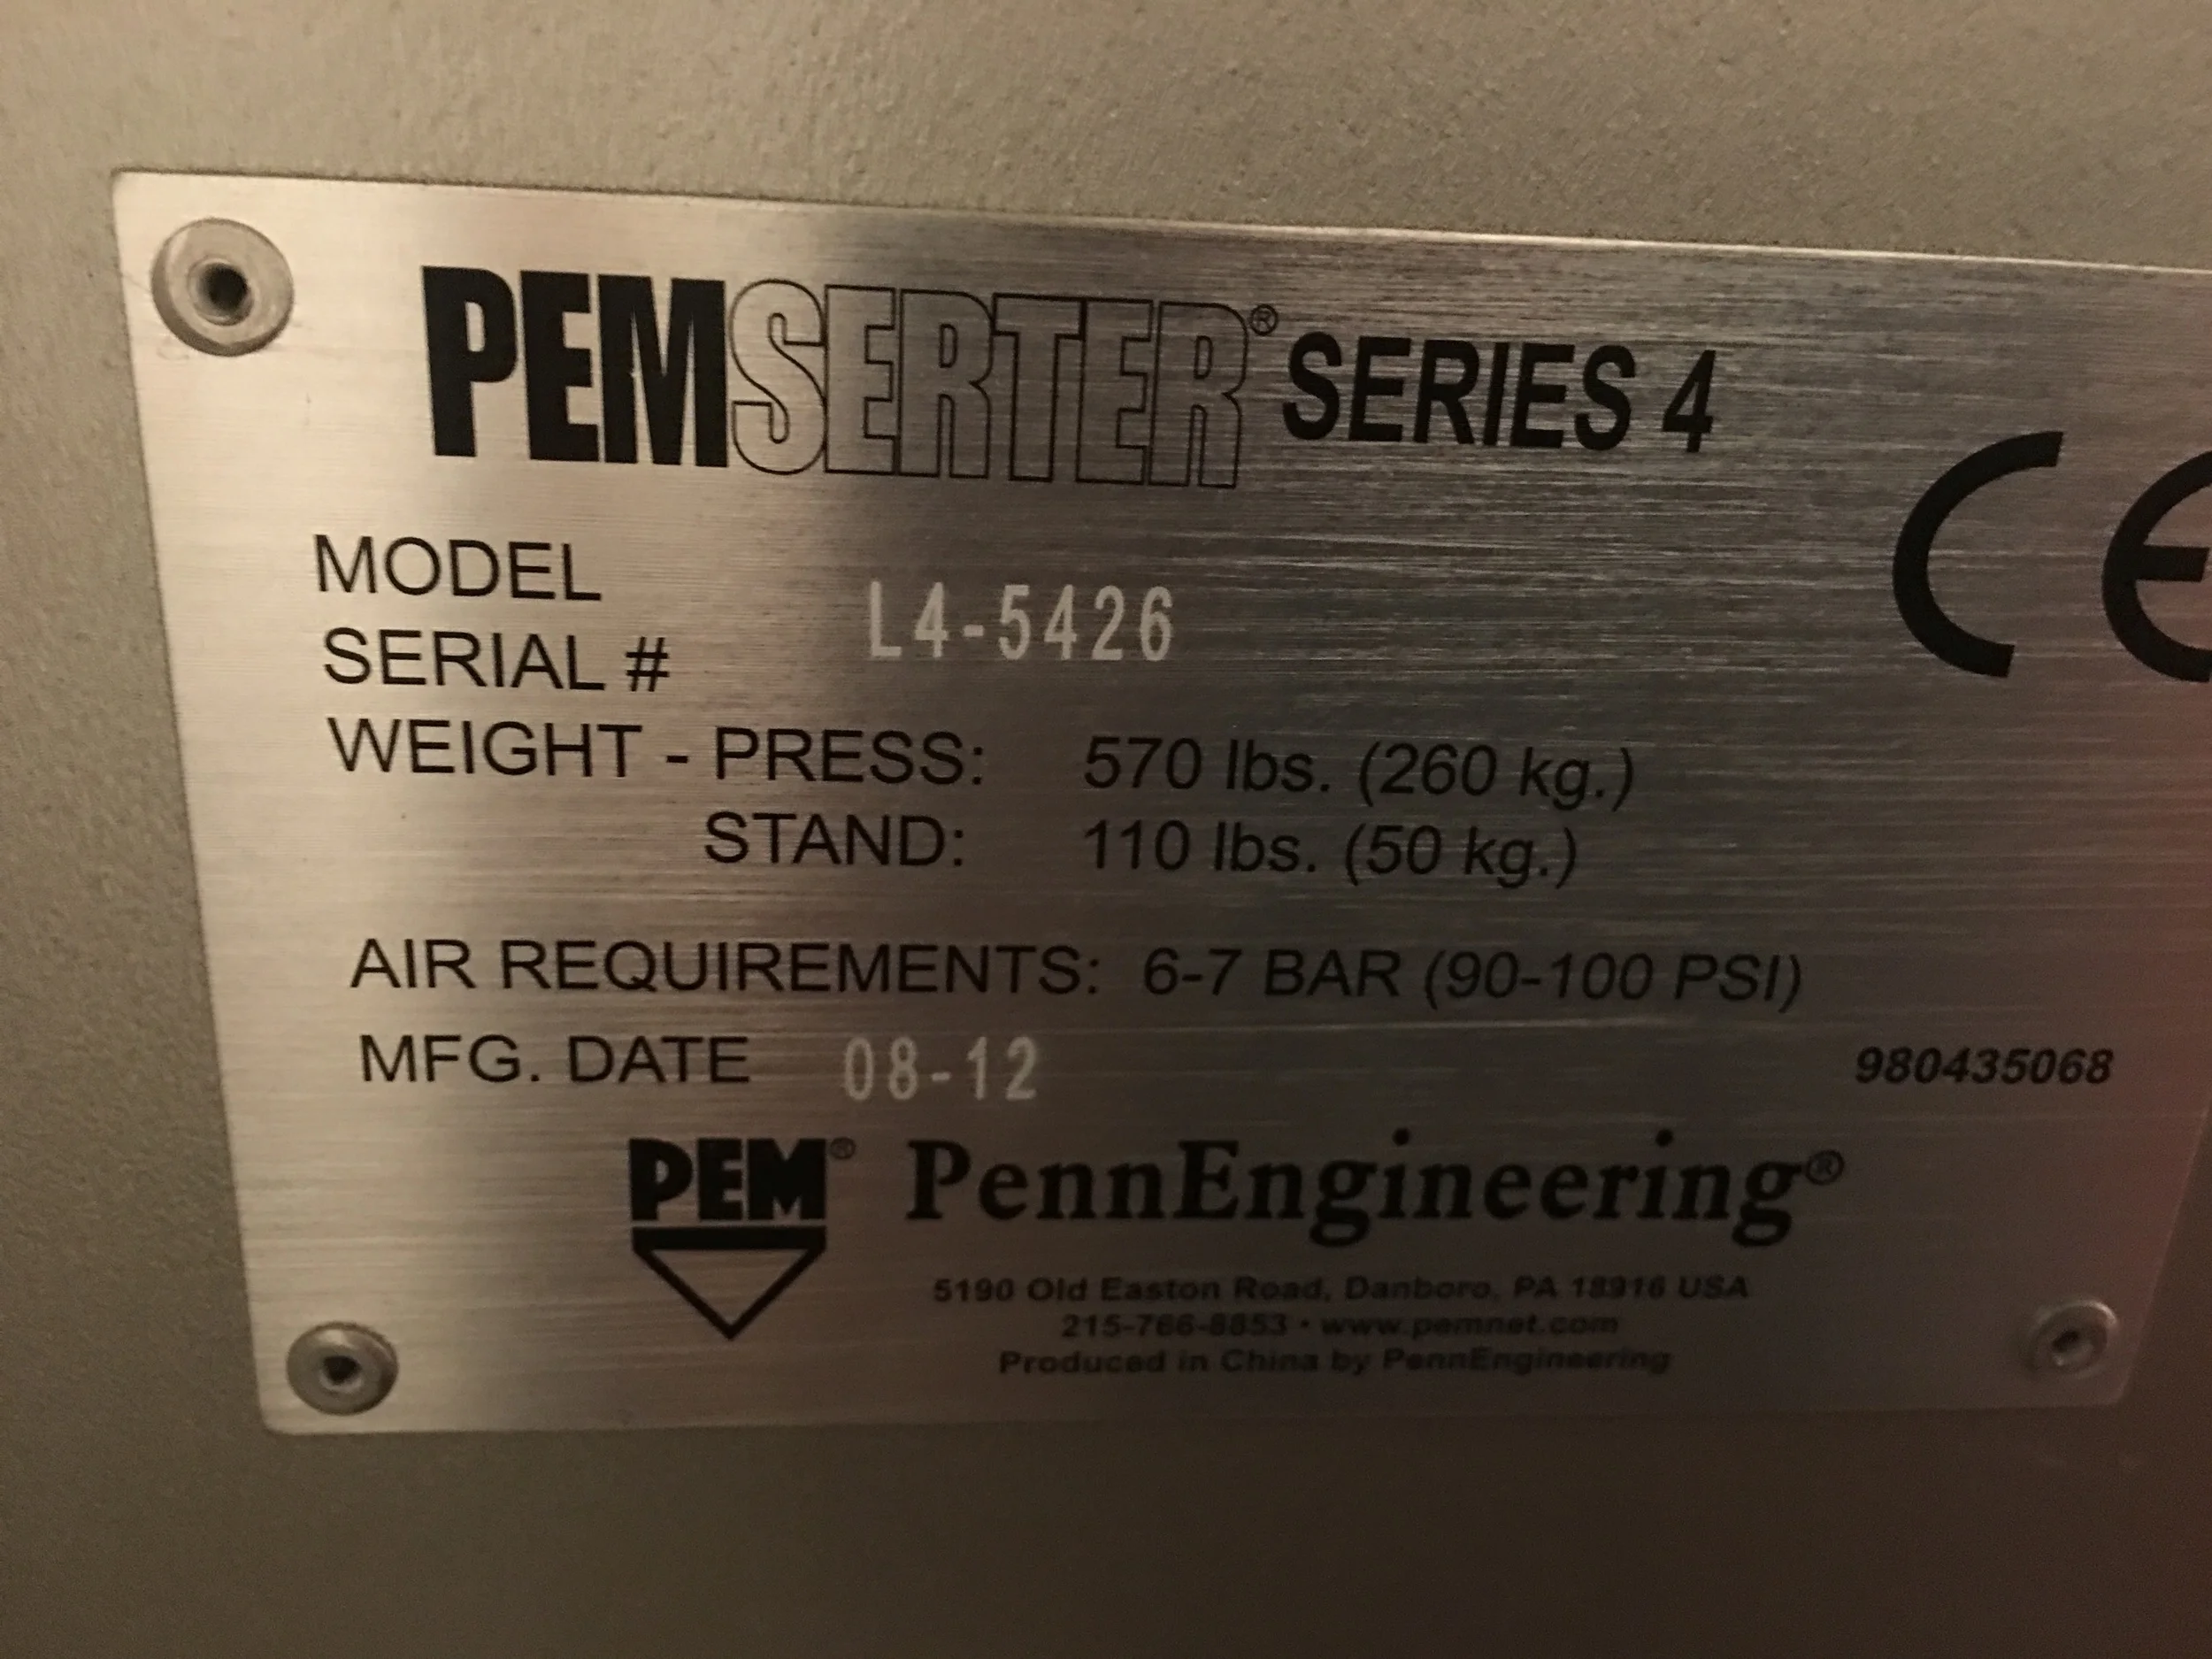 PEMSERTER® SERIES 4
CE
MODEL
L4-5426
SERIAL #
WEIGHT - PRESS: 570 lbs. (260 kg.)
STAND: 110 lbs. (50 kg.)
AIR REQUIREMENTS: 6-7 BAR (90-100 PSI)
MFG. DATE 08-12 980435068
PEM® PennEngineering®
5190 Old Easton Road, Danboro, PA 18916 USA
215-766-8853 • www.pemnet.com
Produced in China by PennEngineering